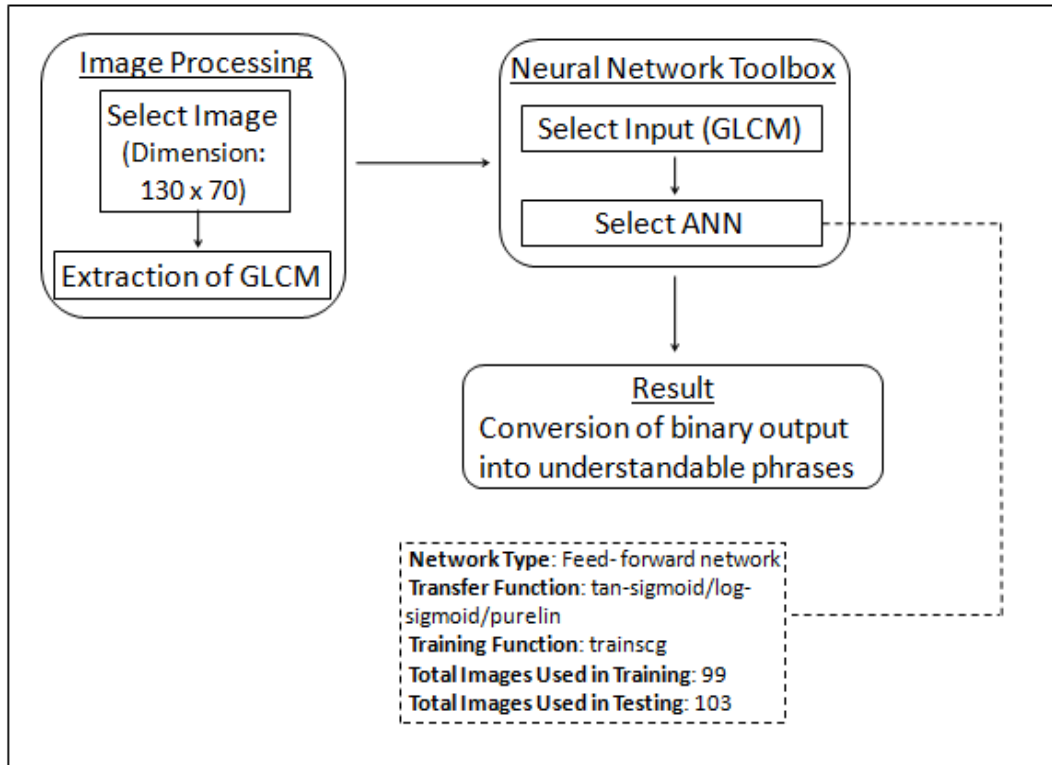 Image Processing
Select Image
(Dimension:
130 x 70)
Extraction of GLCM
Neural Network Toolbox
Select Input (GLCM)
Select ANN
Result
Conversion of binary output
into understandable phrases
Network Type: Feed- forward network
Transfer Function: tan-sigmoid/log-
sigmoid/purelin
Training Function: trainscg
Total Images Used in Training: 99
Total Images Used in Testing: 103